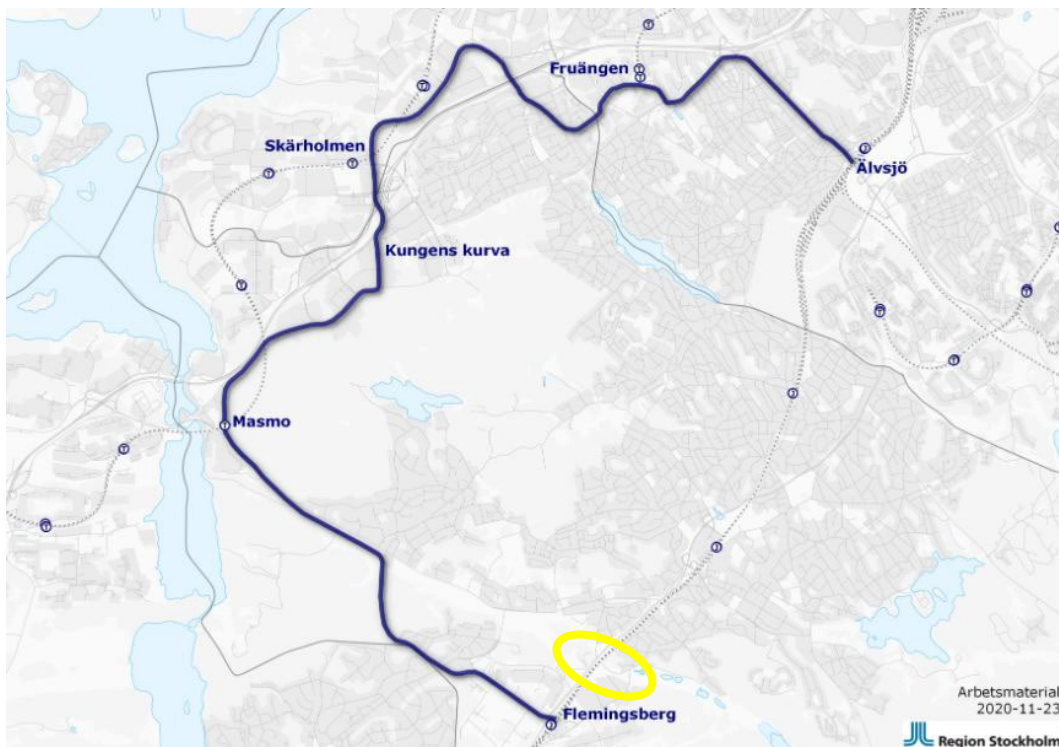 Fruängen
Skärholmen
Älvsjö
Kungens kurva
Masmo
Flemingsberg
Arbetsmaterial
2020-11-23
Region Stockholm